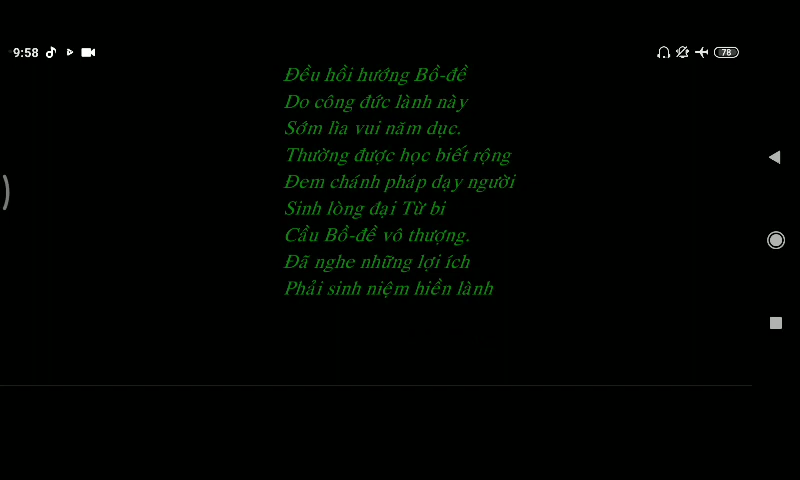 9:58
78
Đều hồi hướng Bồ-đề
Do công đức lành này
Sớm lìa vui năm dục.
Thường được học biết rộng
Đem chánh pháp dạy người
Sinh lòng đại Từ bi
Cầu Bồ-đề vô thượng.
Đã nghe những lợi ích
Phải sinh niệm hiền lành